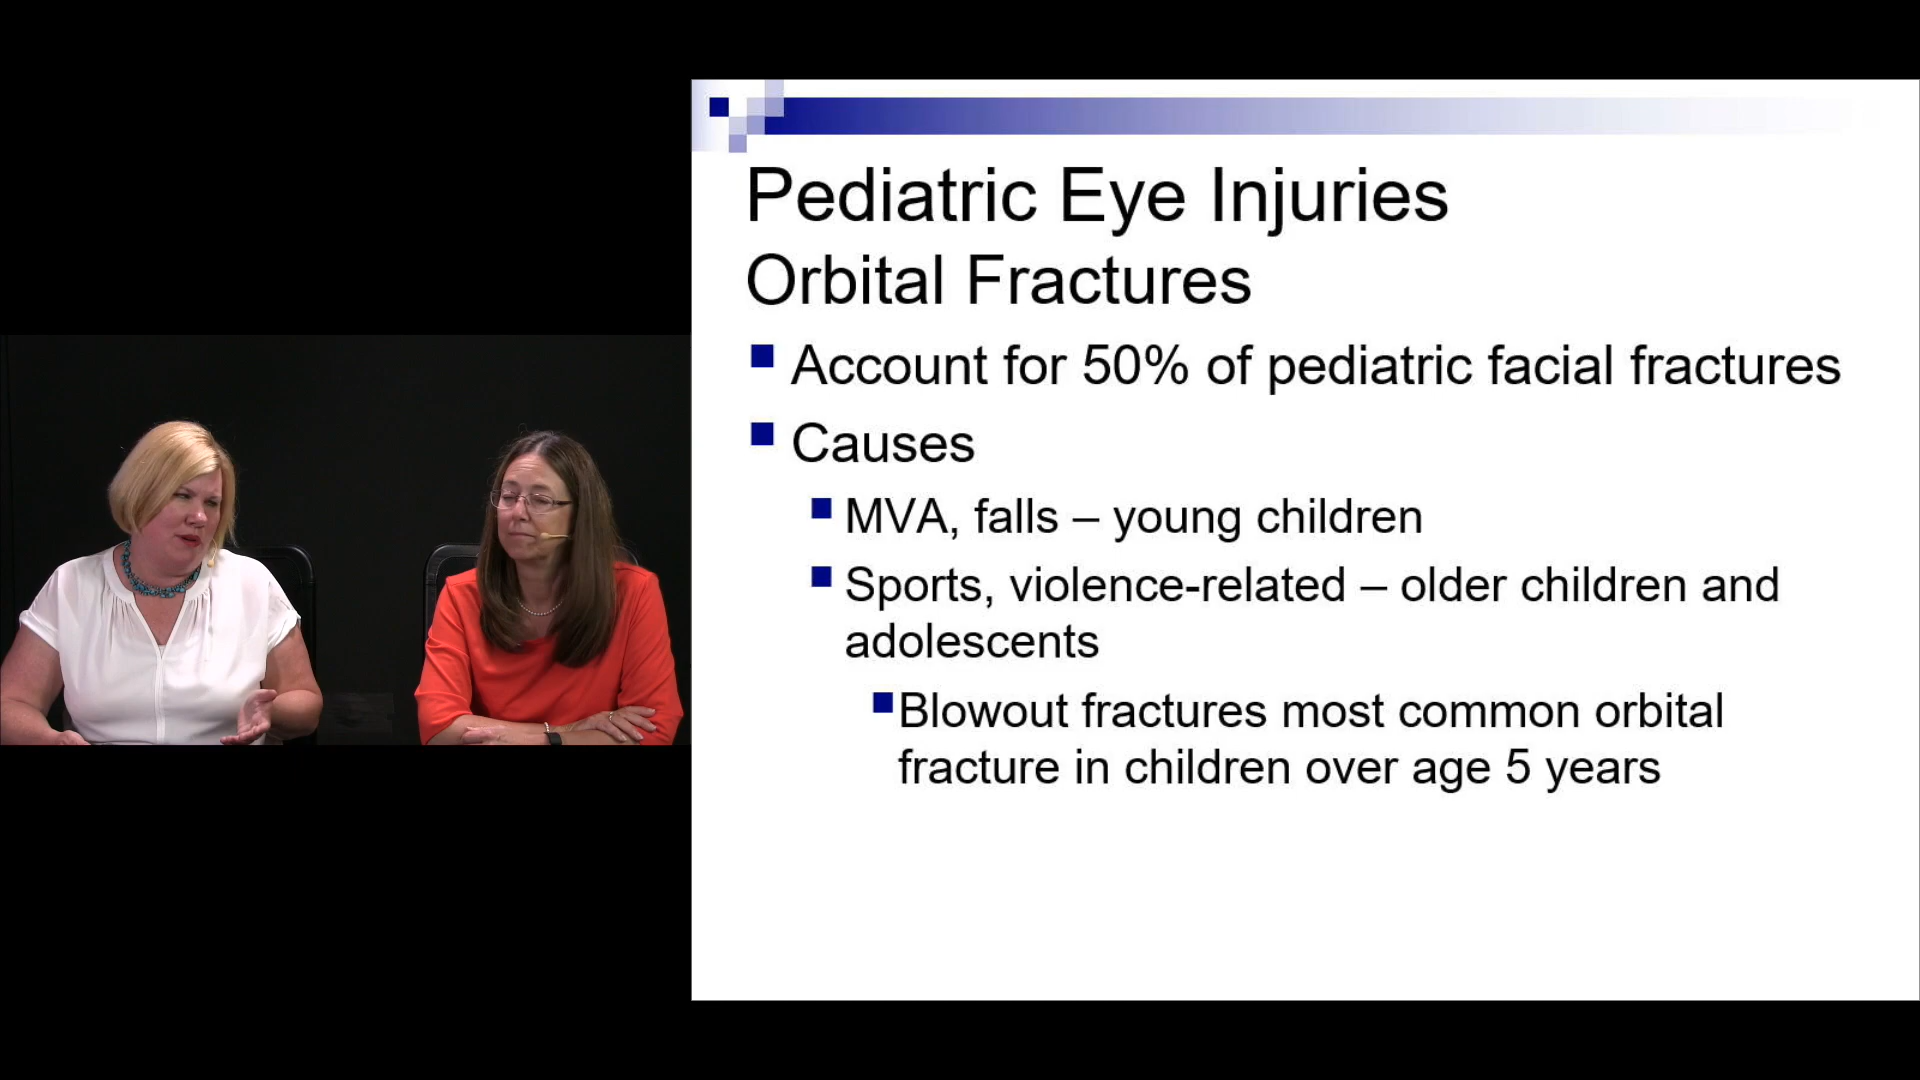 Pediatric Eye Injuries
Orbital Fractures
Account for 50% of pediatric facial fractures
Causes
MVA, falls – young children
Sports, violence-related – older children and
adolescents
Blowout fractures most common orbital
fracture in children over age 5 years